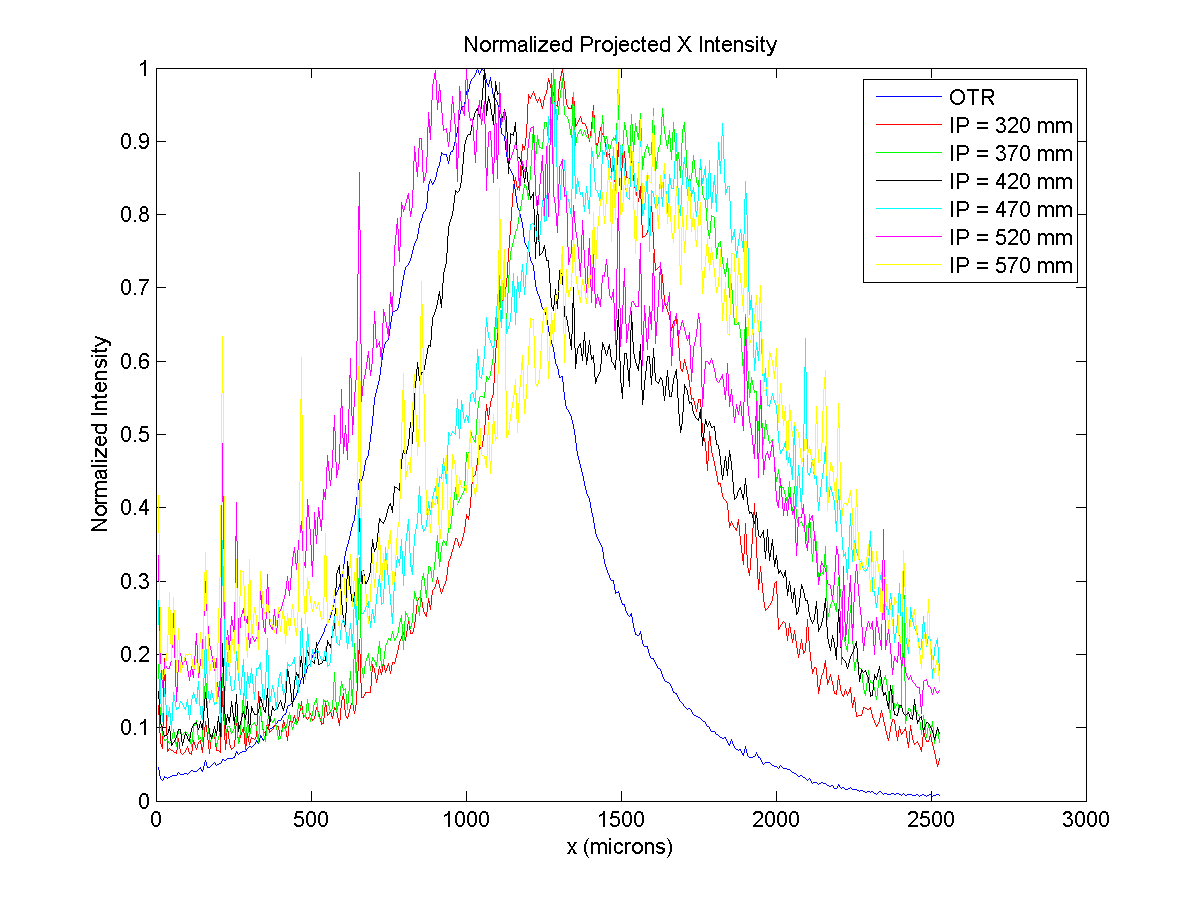 Normalized Projected X Intensity
OTR
IP = 320 mm
IP = 370 mm
IP = 420 mm
IP = 470 mm
IP = 520 mm
IP = 570 mm
Normalized Intensity
1
0.9
0.8
0.7
0.6
0.5
0.4
0.3
0.2
0.1
0
0 500 1000 1500 2000 2500 3000
x (microns)